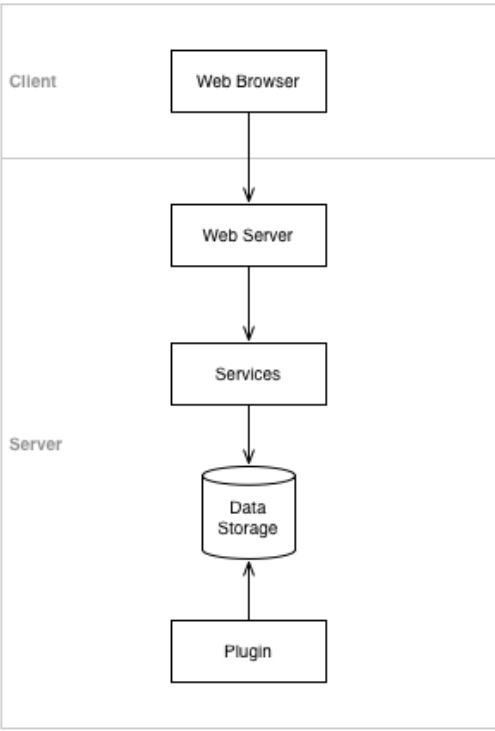 Client
Web Browser
Web Server
Services
Server
Data
Storage
Plugin